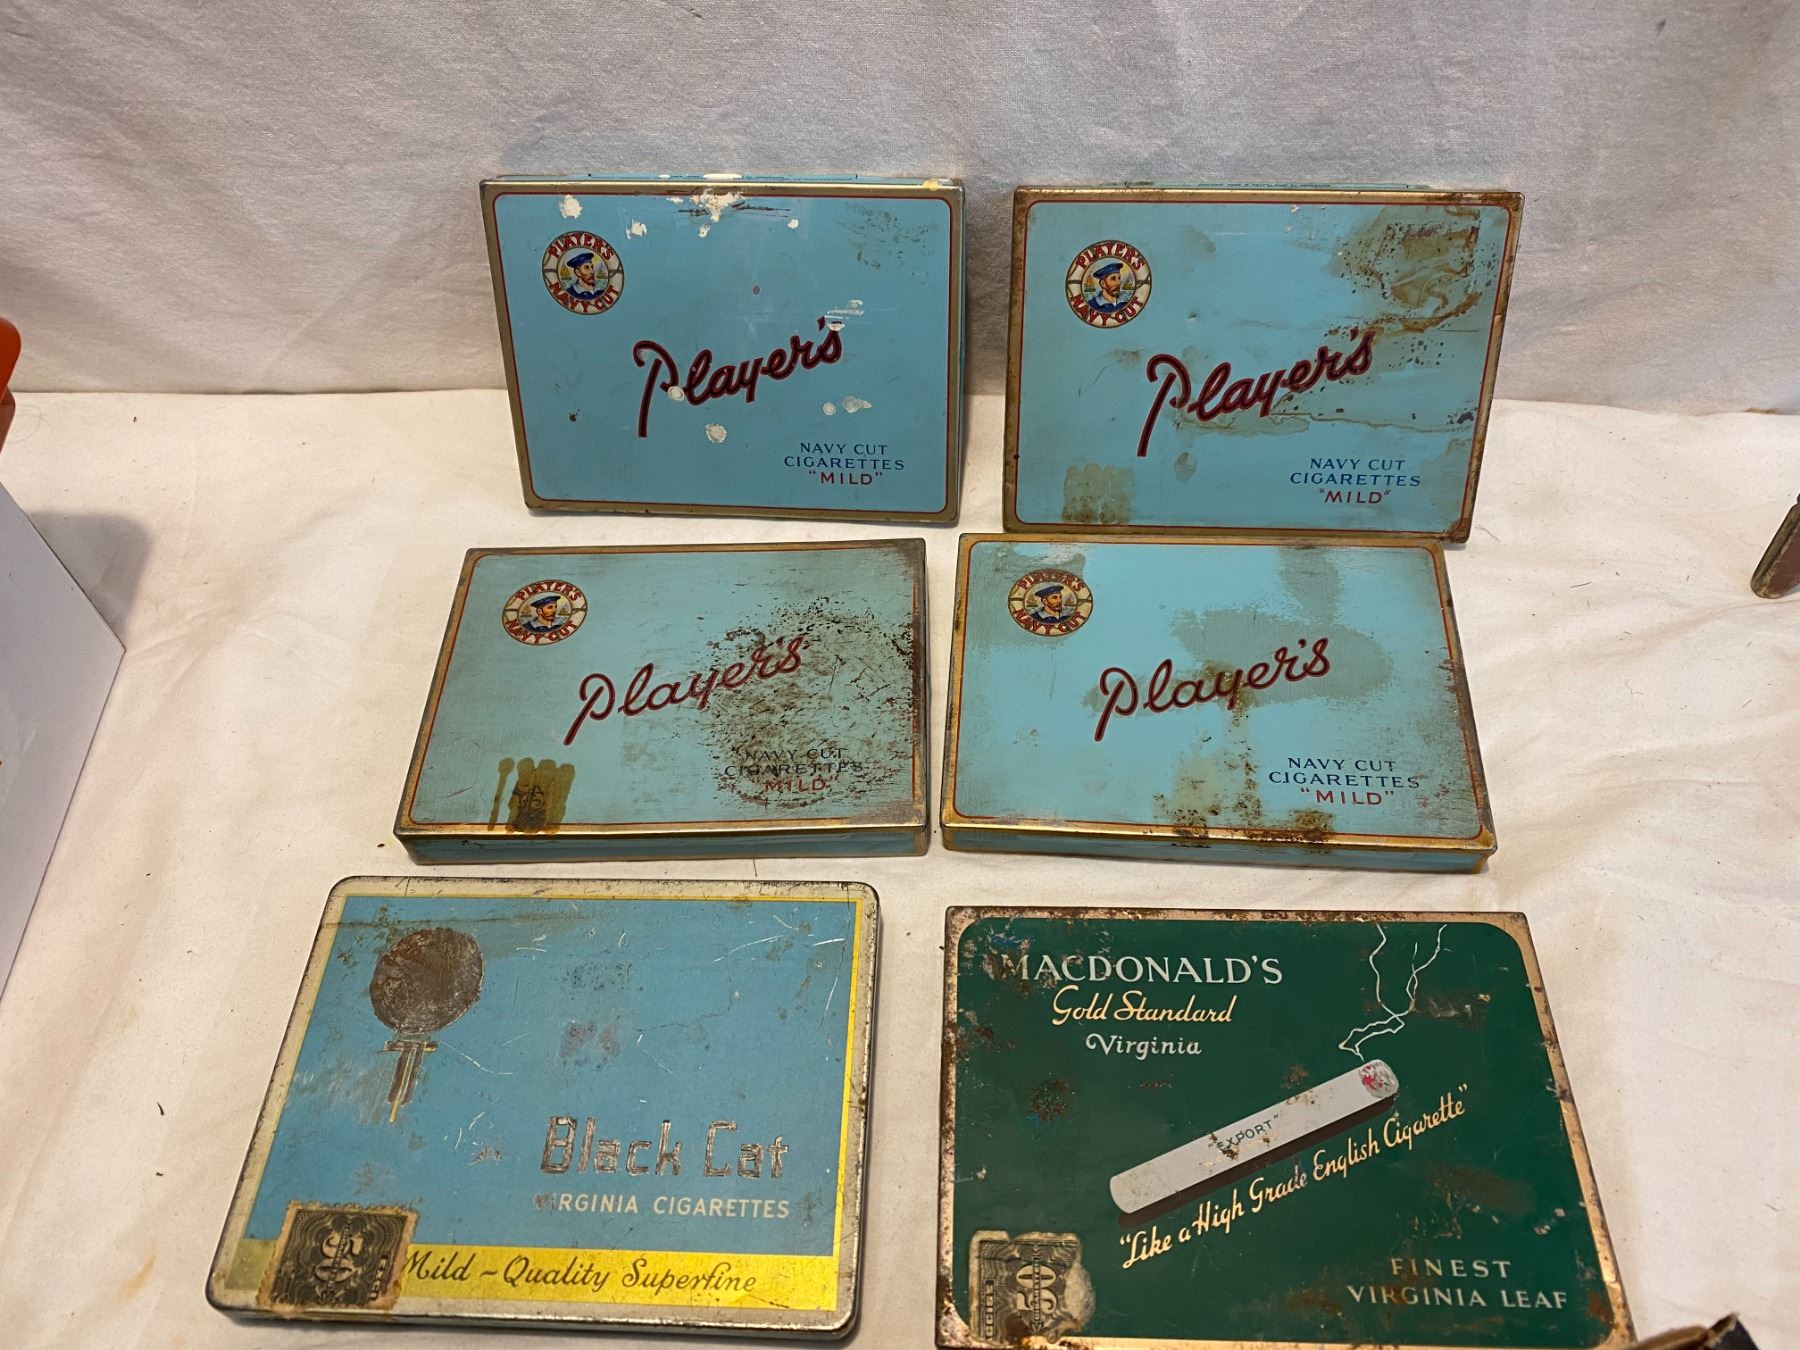 PLAYER'S
NAVY CUT
Player's
NAVY CUT
CIGARETTES
"MILD"
PLAYER'S
NAVY CUT
Player's
NAVY CUT
CIGARETTES
"MILD"
PLAYER'S
NAVY CUT
Player's
NAVY CUT
CIGARETTES
"MILD"
PLAYER'S
NAVY CUT
Player's
NAVY CUT
CIGARETTES
"MILD"
Black Cat
VIRGINIA CIGARETTES
Mild - Quality Superfine
MACDONALD'S
Gold Standard
Virginia
"EXPORT"
"Like a High Grade English Cigarette"
FINEST
VIRGINIA LEAF
50